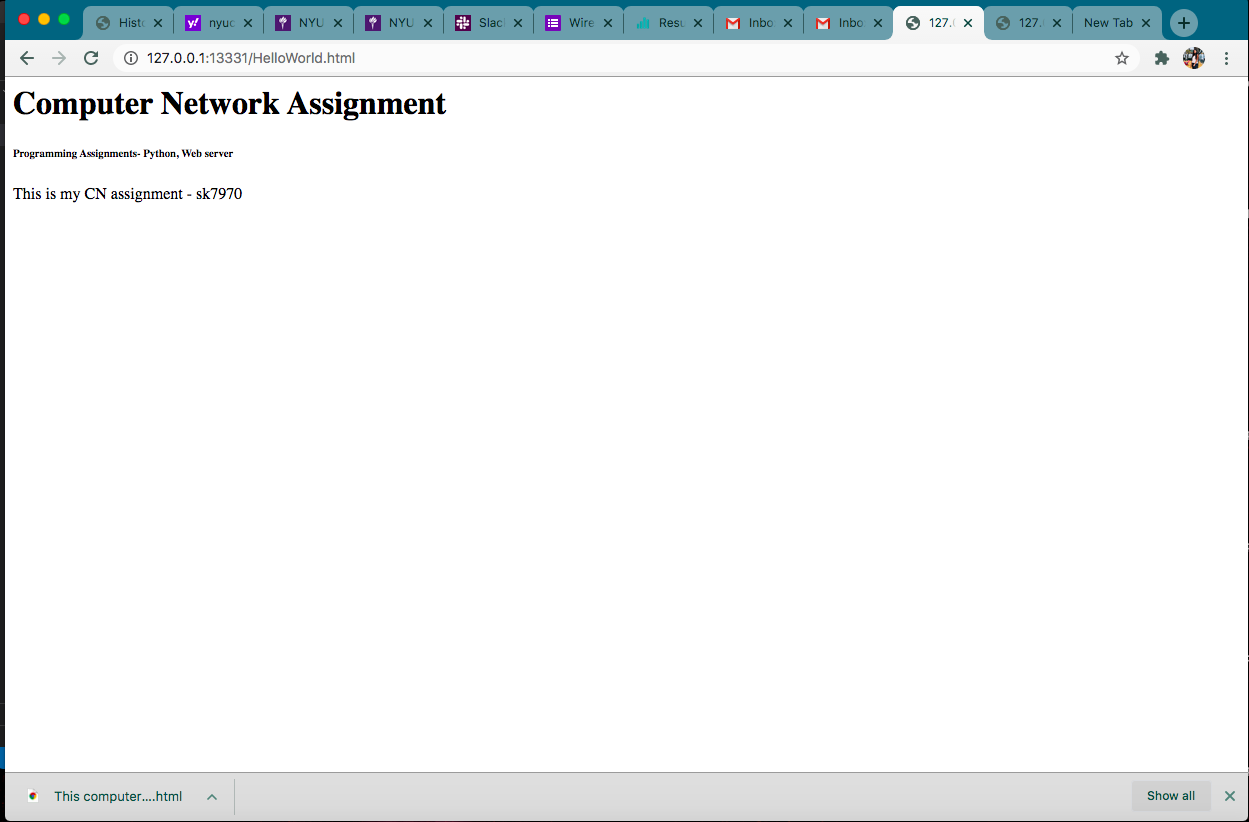 Histo
nyuc
NYU
NYU
Slac
Wire
Resu
Inbo
Inbo
127.
127.
New Tab
127.0.0.1:13331/HelloWorld.html
Computer Network Assignment
Programming Assignments- Python, Web server
This is my CN assignment - sk7970
This computer....html
Show all